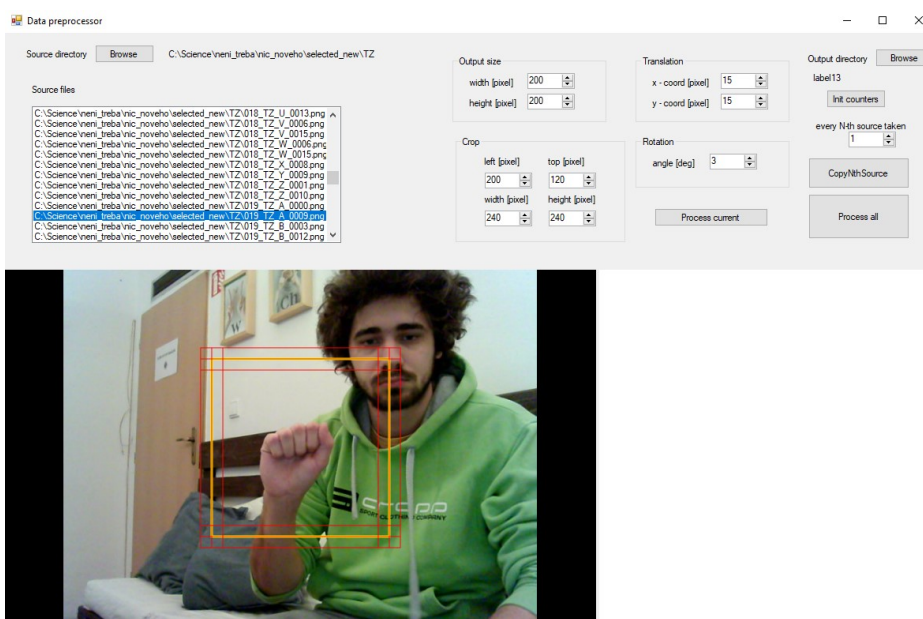 Data preprocessor
Source directory
Browse
C:\Science\neni_treba\nic_noveho\selected_new\TZ
Source files
C:\Science\neni_treba\nic_noveho\selected_new\TZ\018_TZ_U_0013.png
C:\Science\neni_treba\nic_noveho\selected_new\TZ\018_TZ_V_0006.png
C:\Science\neni_treba\nic_noveho\selected_new\TZ\018_TZ_V_0015.png
C:\Science\neni_treba\nic_noveho\selected_new\TZ\018_TZ_W_0006.png
C:\Science\neni_treba\nic_noveho\selected_new\TZ\018_TZ_W_0015.png
C:\Science\neni_treba\nic_noveho\selected_new\TZ\018_TZ_X_0008.png
C:\Science\neni_treba\nic_noveho\selected_new\TZ\018_TZ_Y_0009.png
C:\Science\neni_treba\nic_noveho\selected_new\TZ\018_TZ_Z_0001.png
C:\Science\neni_treba\nic_noveho\selected_new\TZ\018_TZ_Z_0010.png
C:\Science\neni_treba\nic_noveho\selected_new\TZ\019_TZ_A_0000.png
C:\Science\neni_treba\nic_noveho\selected_new\TZ\019_TZ_A_0009.png
C:\Science\neni_treba\nic_noveho\selected_new\TZ\019_TZ_B_0003.png
C:\Science\neni_treba\nic_noveho\selected_new\TZ\019_TZ_B_0012.png
Output size
width [pixel] 200
height [pixel] 200
Crop
left [pixel] top [pixel]
200 120
width [pixel] height [pixel]
240 240
Translation
x - coord [pixel] 15
y - coord [pixel] 15
Rotation
angle [deg] 3
Process current
Output directory
Browse
label13
Init counters
every N-th source taken
1
CopyNthSource
Process all
W
Ch
SPORT CLOTHING COMPANY